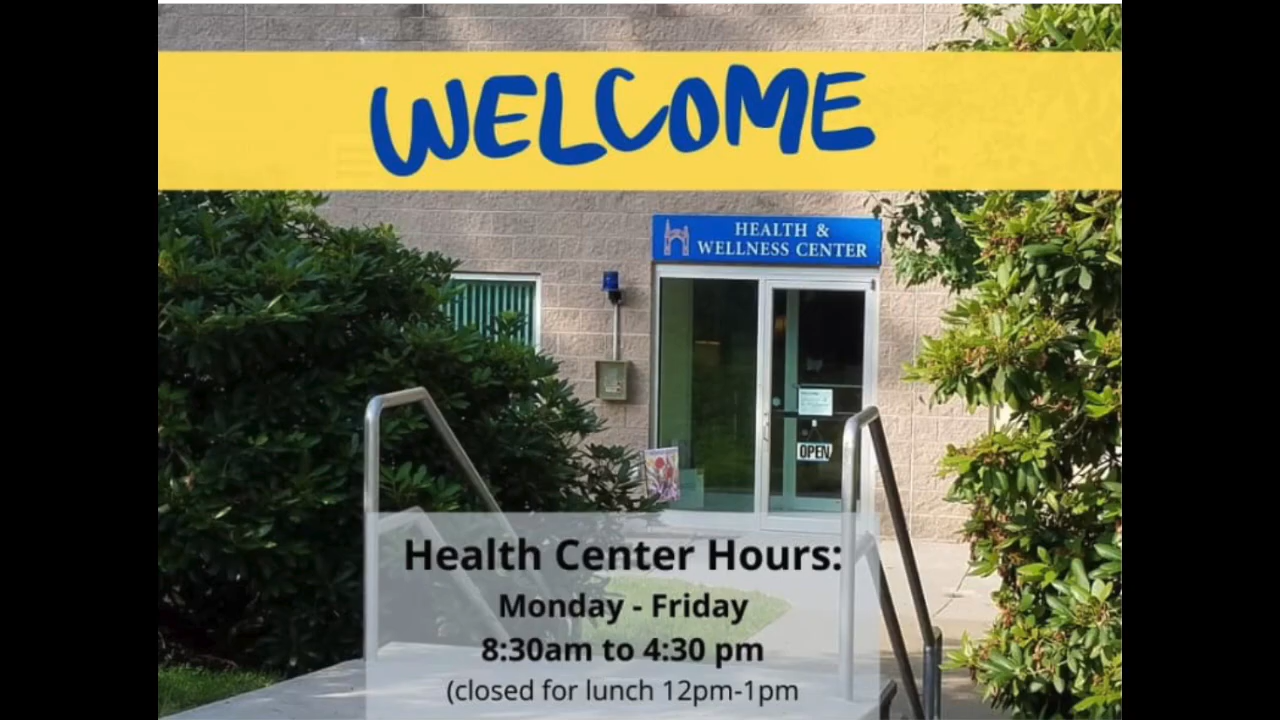 WELCOME
HEALTH &
WELLNESS CENTER
OPEN
Health Center Hours:
Monday - Friday
8:30am to 4:30 pm
(closed for lunch 12pm-1pm